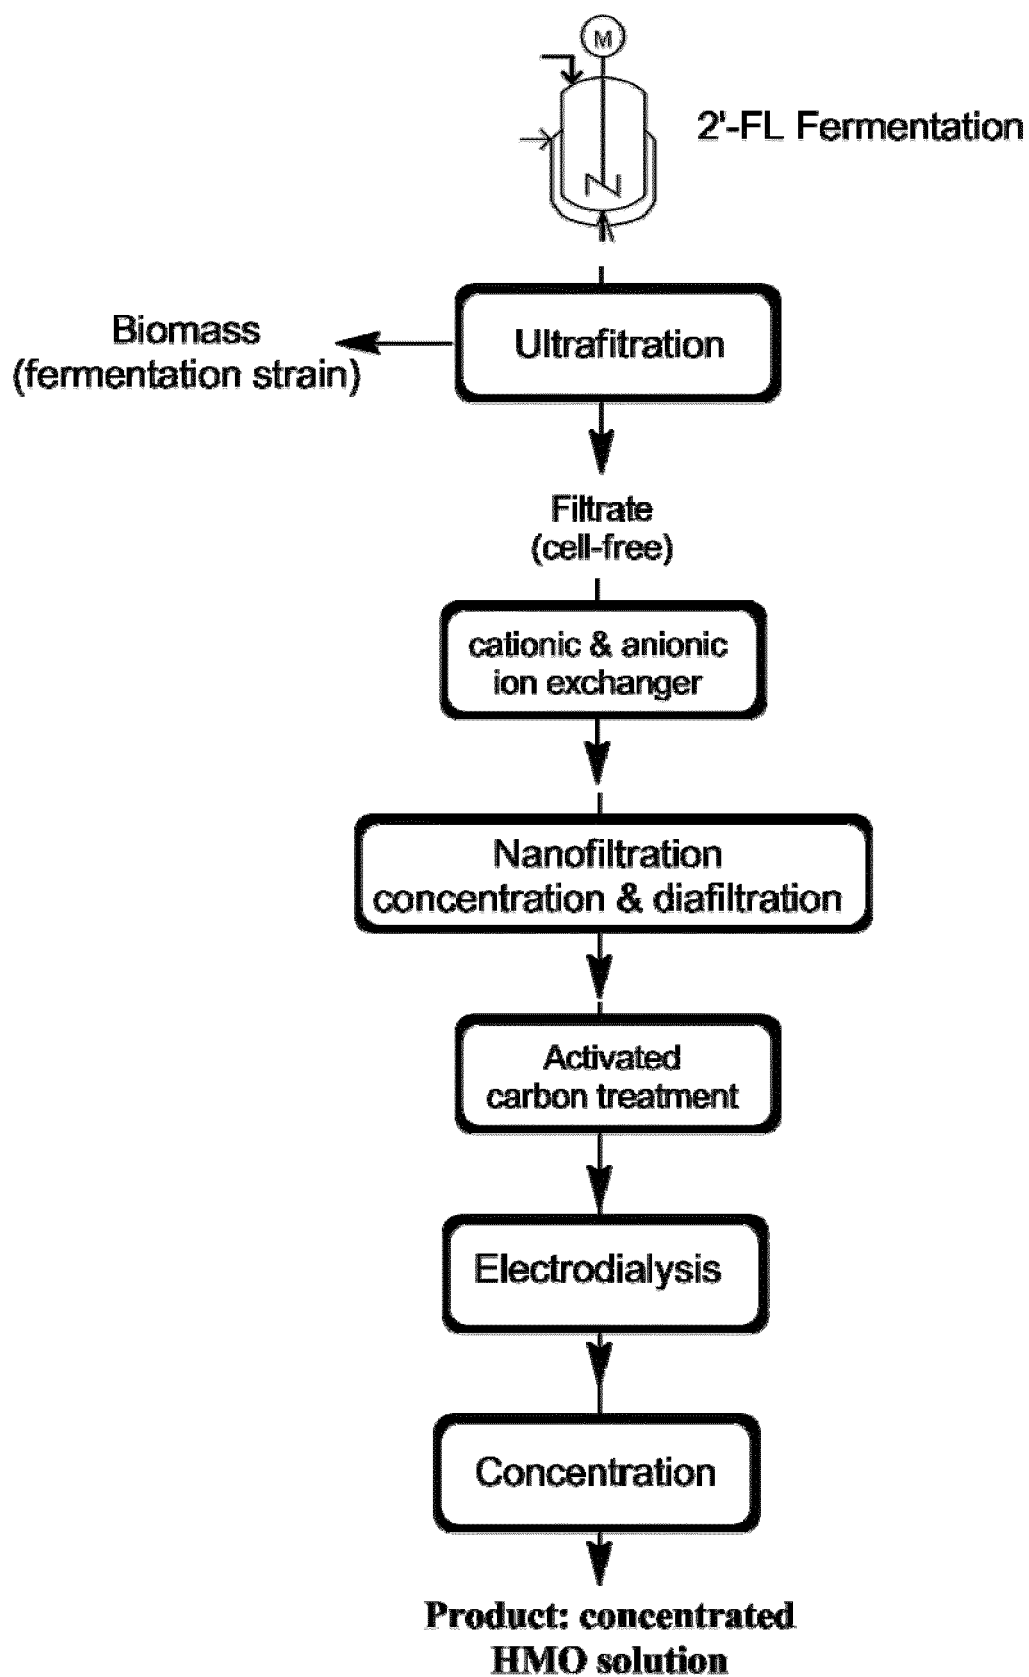 M
2'-FL Fermentation
Ultrafitration
Biomass
(fermentation strain)
Filtrate
(cell-free)
cationic & anionic
ion exchanger
Nanofiltration
concentration & diafiltration
Activated
carbon treatment
Electrodialysis
Concentration
Product: concentrated
HMO solution